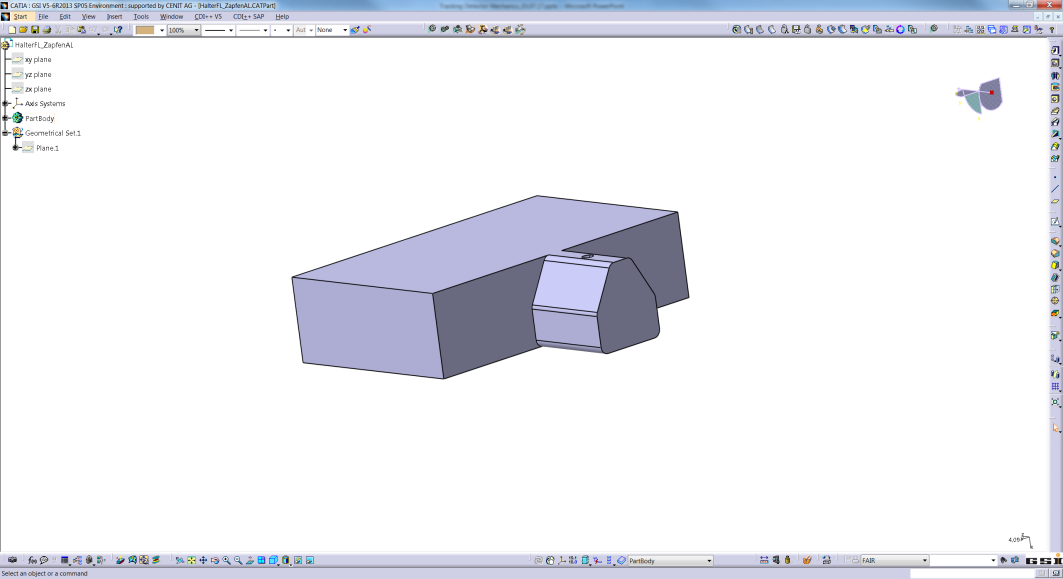 CATIA : GSI V5-6R2013 SP05 Environment : supported by CENIT AG - [HalterFL_ZapfenAL.CATPart]
Start File Edit View Insert Tools Window CDI++ V5 CDI++ SAP Help
100% Aut None
HalterFL_ZapfenAL
xy plane
yz plane
zx plane
Axis Systems
PartBody
Geometrical Set.1
Plane.1
PartBody FAIR GSI
Select an object or a command